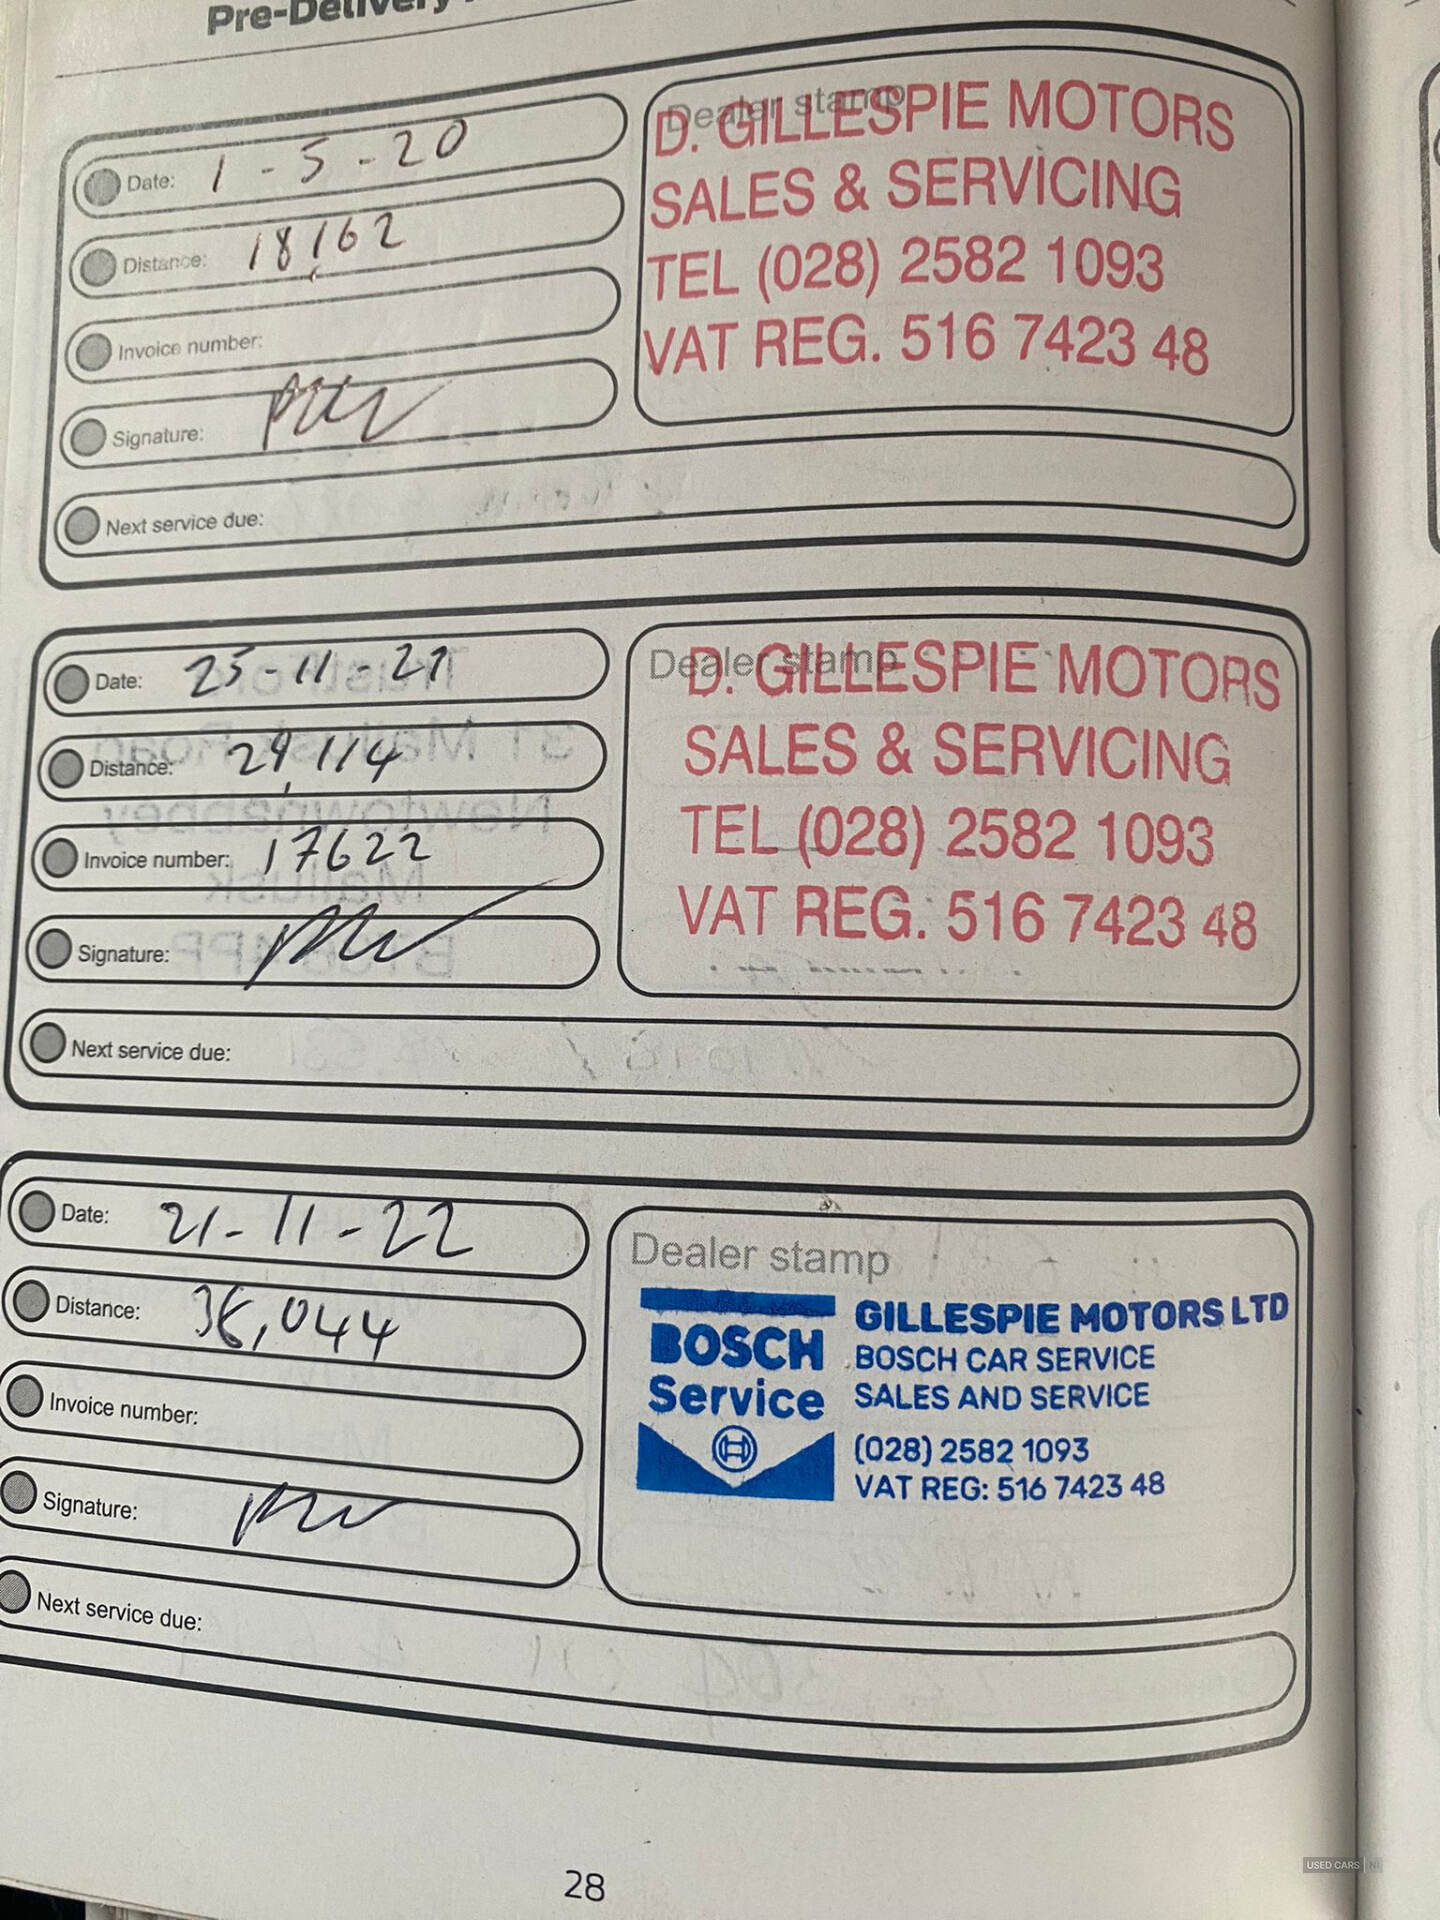 Pre-Delivery
Date: 1-5-20
Distance: 18,162
Invoice number:
Signature:
Next service due:
Dealer stamp
D. GILLESPIE MOTORS
SALES & SERVICING
TEL (028) 2582 1093
VAT REG. 516 7423 48
Date: 25-11-21
Distance: 29,114
Invoice number: 17622
Signature:
Next service due:
Dealer stamp
D. GILLESPIE MOTORS
SALES & SERVICING
TEL (028) 2582 1093
VAT REG. 516 7423 48
Date: 21-11-22
Distance: 36,044
Invoice number:
Signature:
Next service due:
Dealer stamp
BOSCH
Service
GILLESPIE MOTORS LTD
BOSCH CAR SERVICE
SALES AND SERVICE
(028) 2582 1093
VAT REG: 516 7423 48
28
USED CARS NI